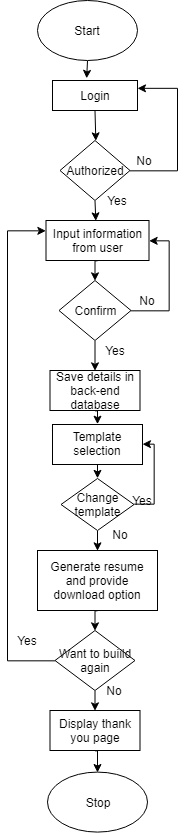 Start
Login
No
Authorized
Yes
Input information
from user
No
Confirm
Yes
Save details in
back-end
database
Template
selection
Change
template
Yes
No
Generate resume
and provide
download option
Yes
Want to buiild
again
No
Display thank
you page
Stop